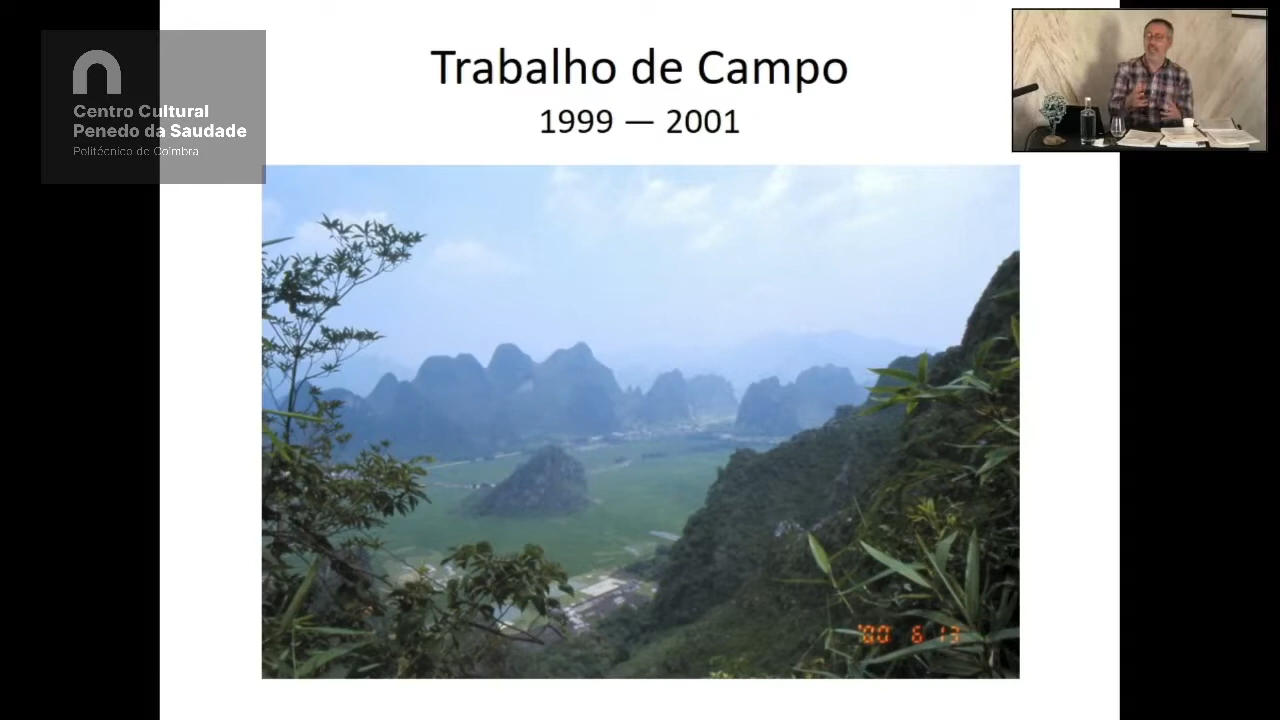 Centro Cultural
Penedo da Saudade
Politécnico de Coimbra
Trabalho de Campo
1999 — 2001
'00 6 13